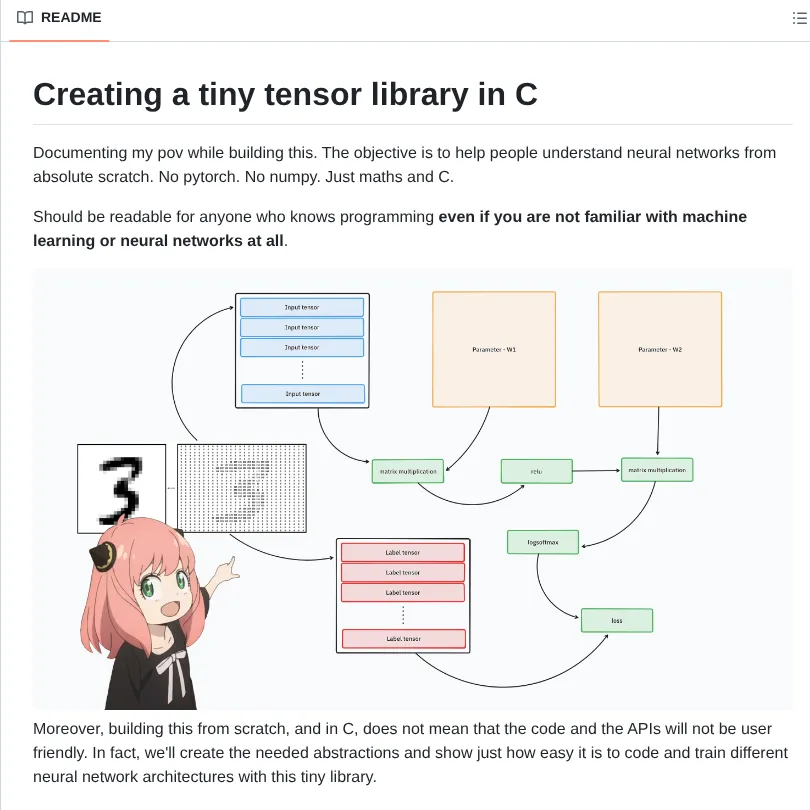 README
Creating a tiny tensor library in C
Documenting my pov while building this. The objective is to help people understand neural networks from
absolute scratch. No pytorch. No numpy. Just maths and C.
Should be readable for anyone who knows programming even if you are not familiar with machine
learning or neural networks at all.
Input tensor
Input tensor
Input tensor
Input tensor
Parameter - W1
Parameter - W2
3
matrix multiplication
relu
matrix multiplication
logsoftmax
Label tensor
Label tensor
Label tensor
Label tensor
loss
Moreover, building this from scratch, and in C, does not mean that the code and the APIs will not be user
friendly. In fact, we'll create the needed abstractions and show just how easy it is to code and train different
neural network architectures with this tiny library.